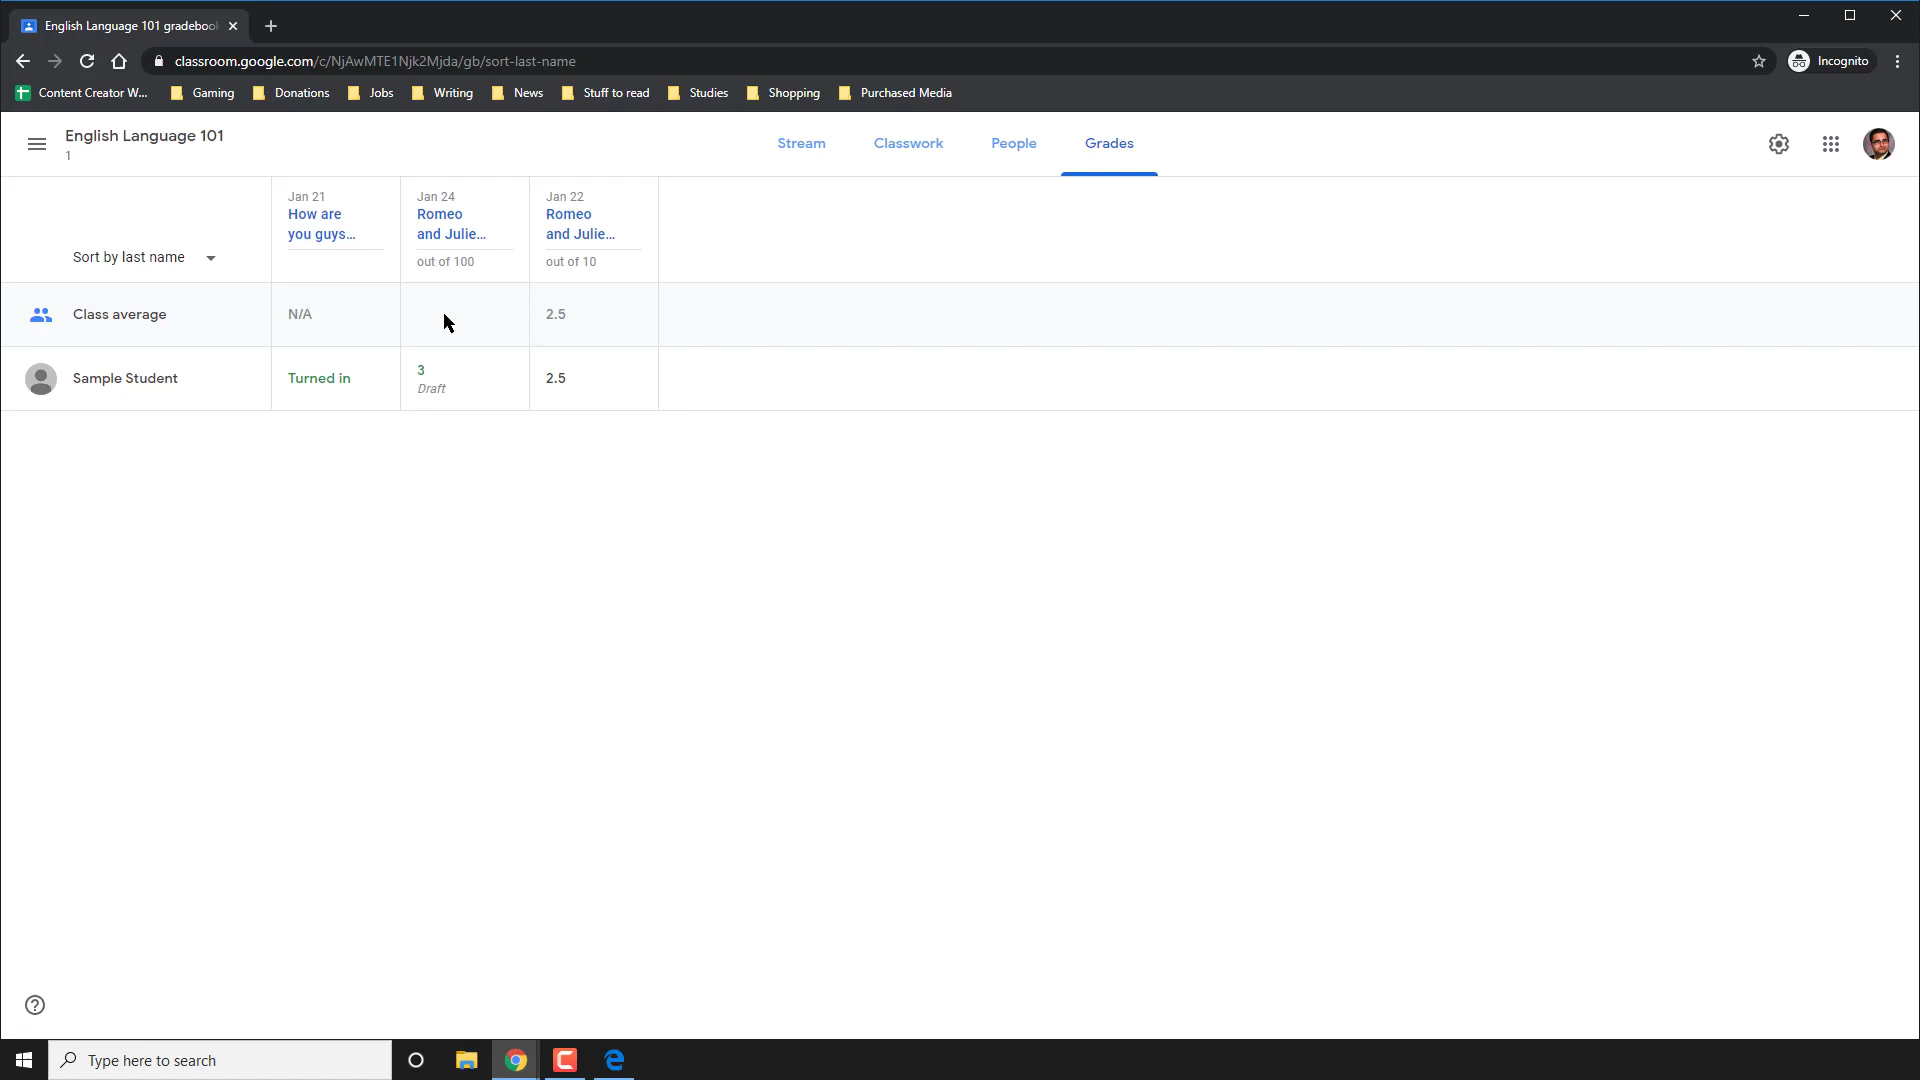 English Language 101 gradebook
classroom.google.com/c/NjAwMTE1Njk2Mjda/gb/sort-last-name
Incognito
Content Creator W...
Gaming
Donations
Jobs
Writing
News
Stuff to read
Studies
Shopping
Purchased Media
English Language 101
1
Stream
Classwork
People
Grades
Sort by last name
Jan 21
How are
you guys...
Jan 24
Romeo
and Julie...
out of 100
Jan 22
Romeo
and Julie...
out of 10
Class average
N/A
2.5
Sample Student
Turned in
3
Draft
2.5
Type here to search